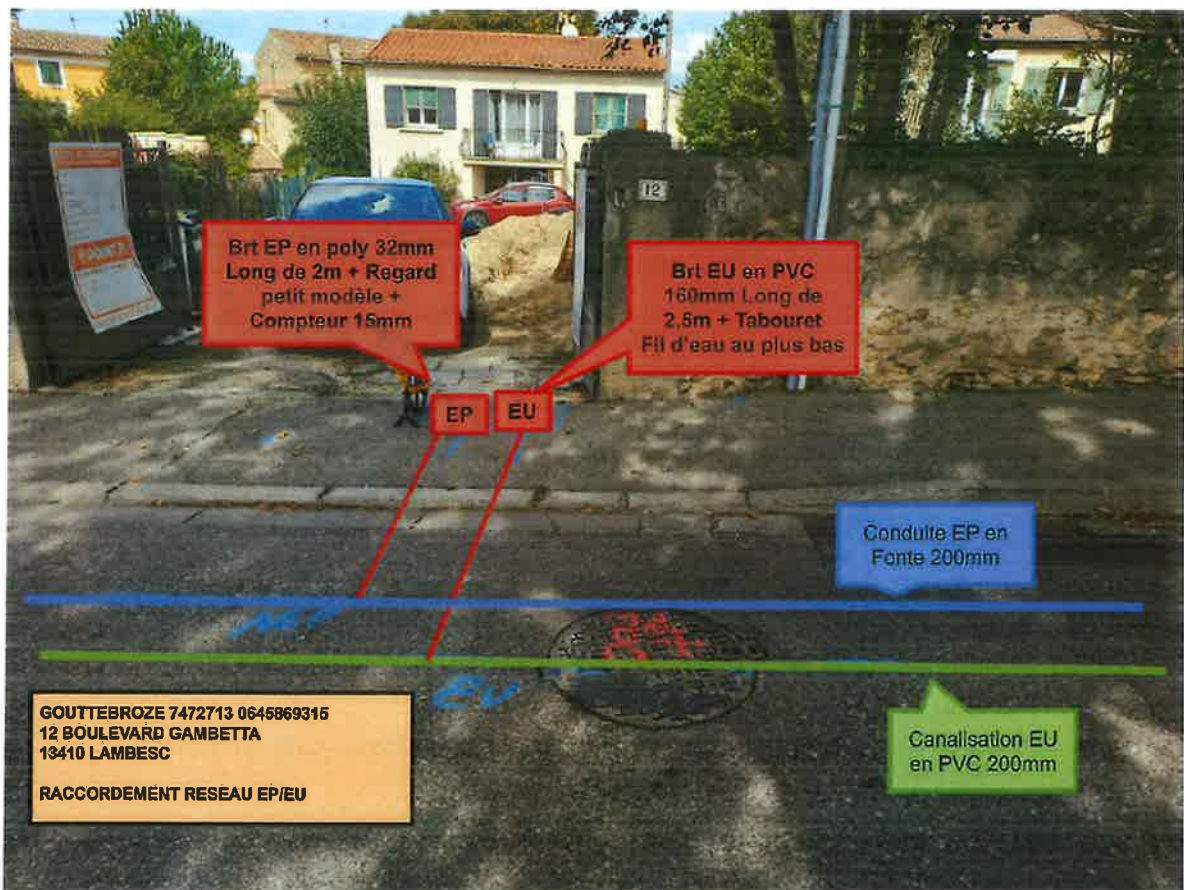 12
Brt EP en poly 32mm
Long de 2m + Regard
petit modèle +
Compteur 15mm
Brt EU en PVC
160mm Long de
2,5m + Tabouret
Fil d'eau au plus bas
EP
EU
Conduite EP en
Fonte 200mm
EU
Canalisation EU
en PVC 200mm
GOUTTEBROZE 7472713 0645869315
12 BOULEVARD GAMBETTA
13410 LAMBESC
RACCORDEMENT RESEAU EP/EU